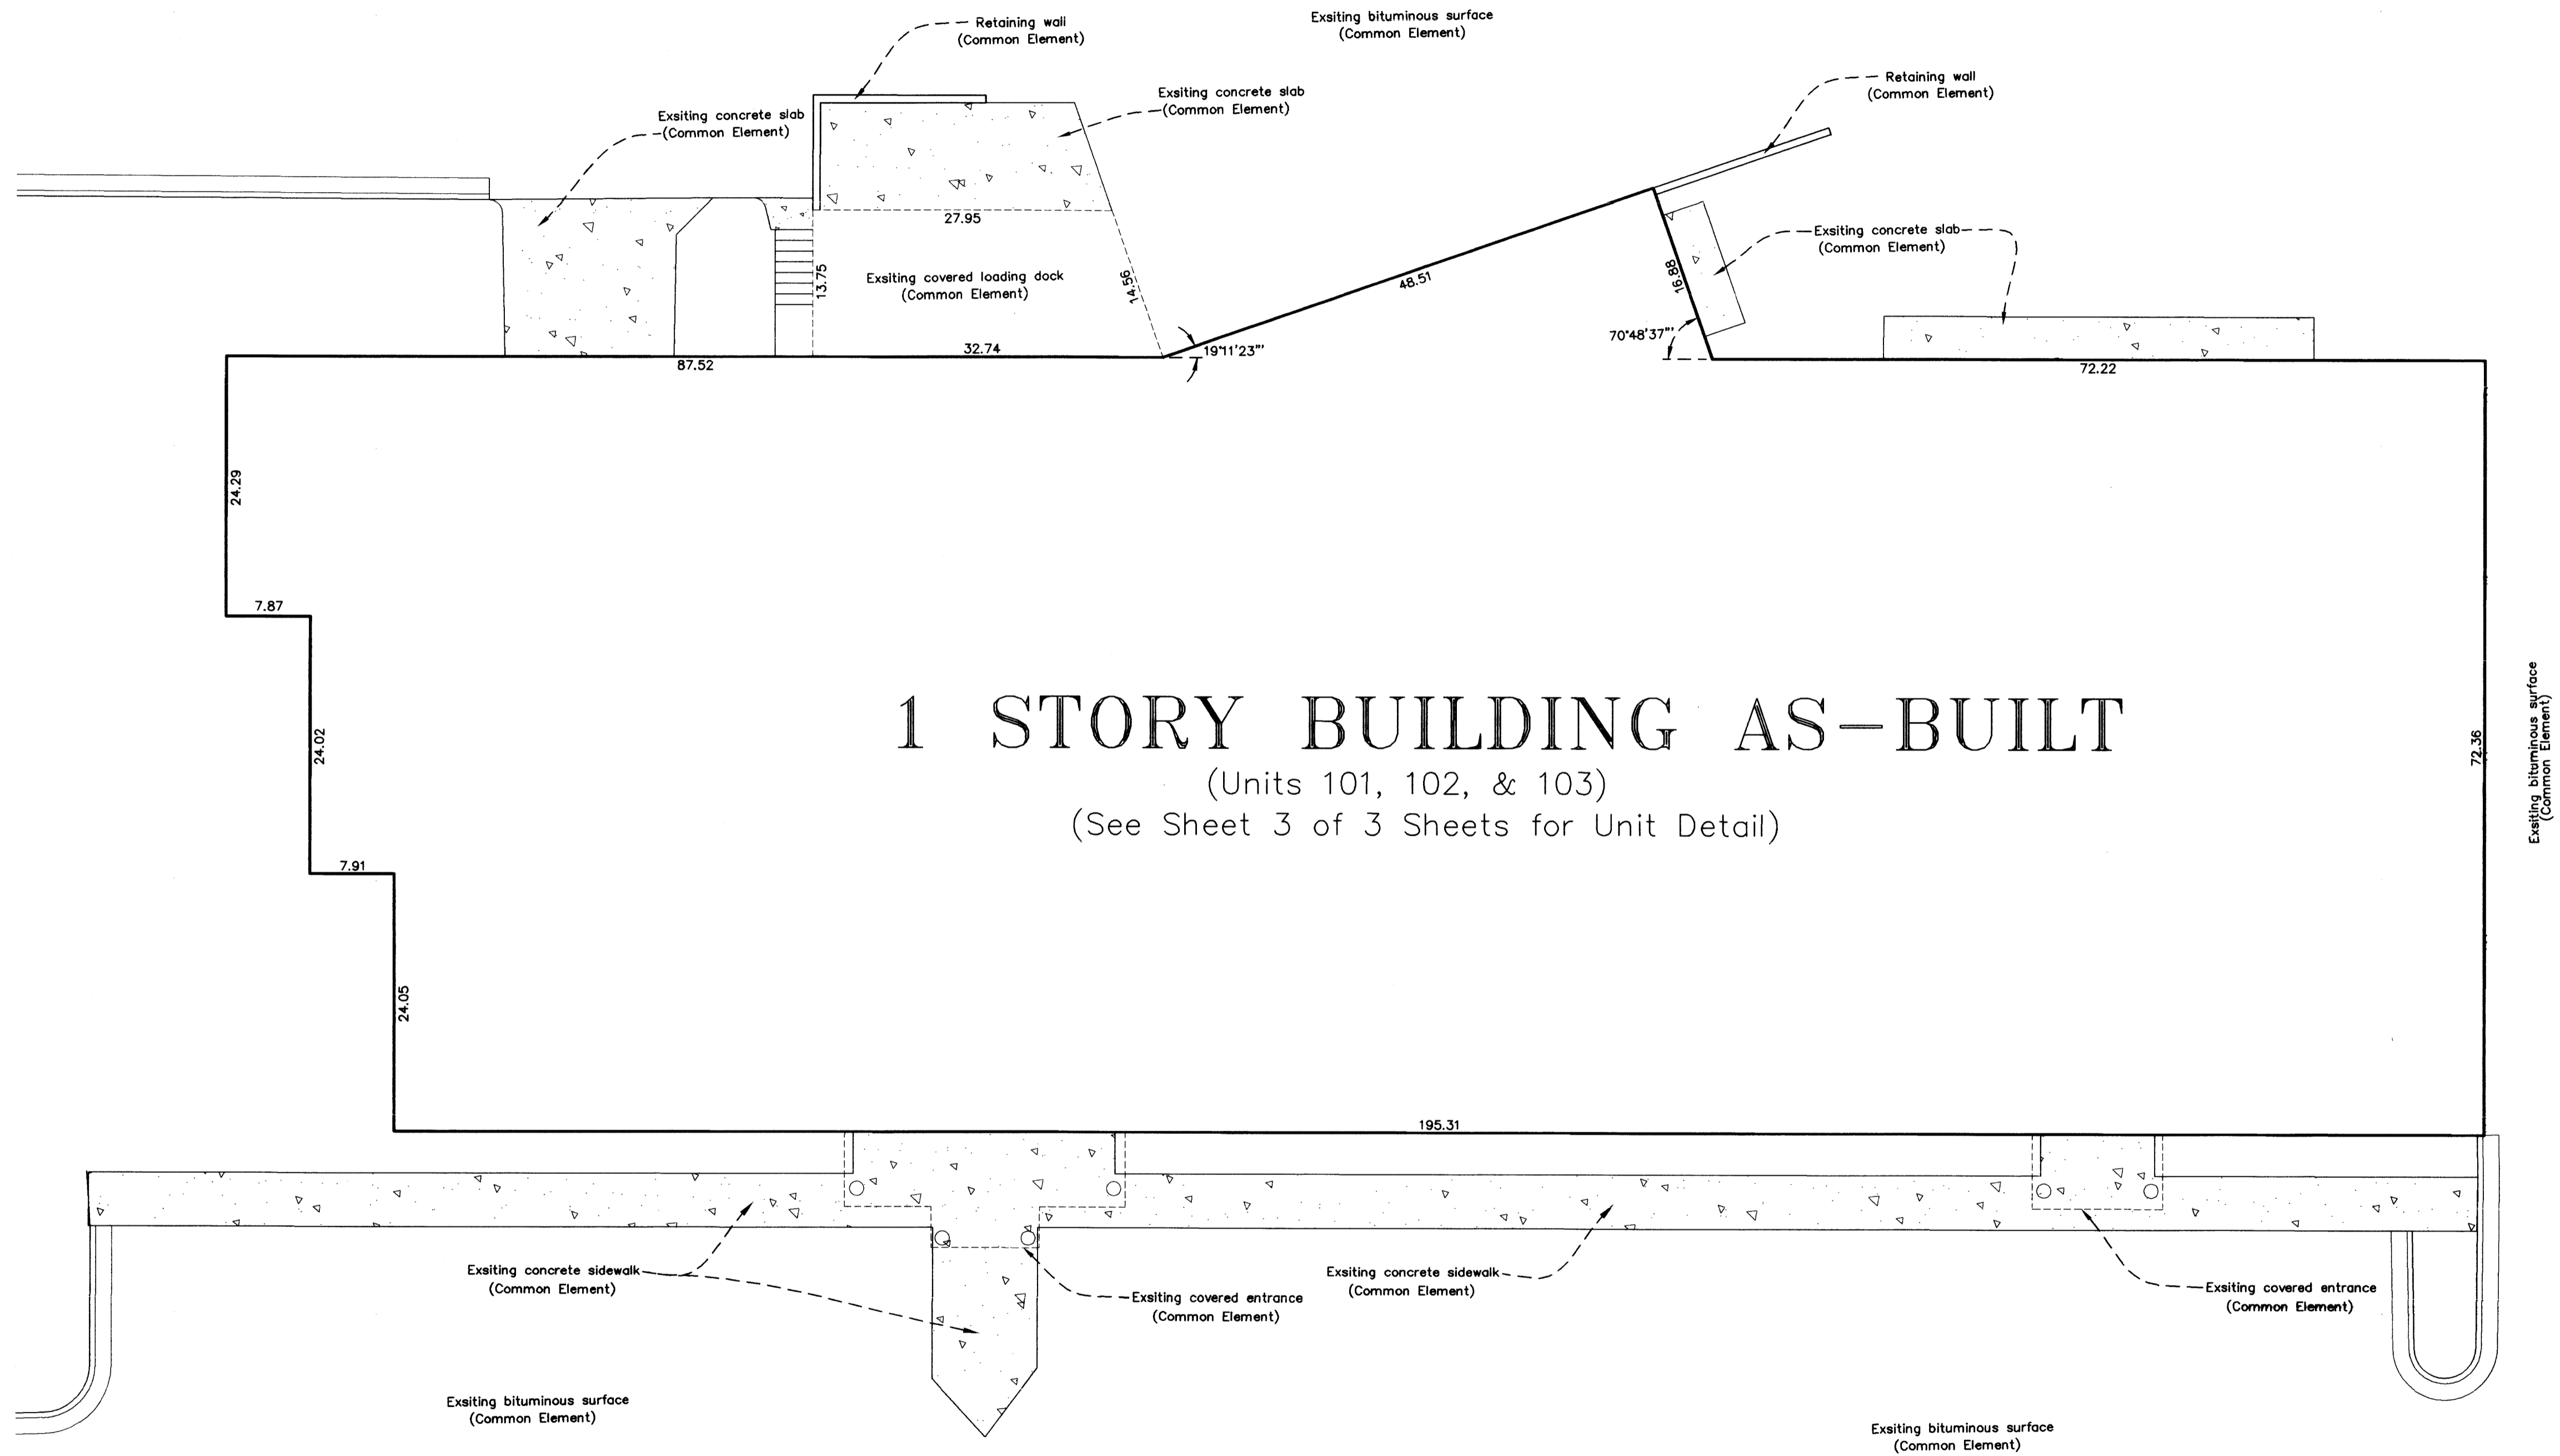 Retaining wall
(Common Element)
Exsiting bituminous surface
(Common Element)
Exsiting concrete slab
(Common Element)
Exsiting concrete slab
(Common Element)
Retaining wall
(Common Element)
27.95
13.75
Exsiting covered loading dock
(Common Element)
14.56
32.74
87.52
19°11'23"'
48.51
16.88
70°48'37"'
Exsiting concrete slab
(Common Element)
72.22
24.29
7.87
24.02
7.91
24.05
1 STORY BUILDING AS-BUILT
(Units 101, 102, & 103)
(See Sheet 3 of 3 Sheets for Unit Detail)
72.36
Exsiting bituminous surface
(Common Element)
195.31
Exsiting concrete sidewalk
(Common Element)
Exsiting covered entrance
(Common Element)
Exsiting concrete sidewalk
(Common Element)
Exsiting covered entrance
(Common Element)
Exsiting bituminous surface
(Common Element)
Exsiting bituminous surface
(Common Element)